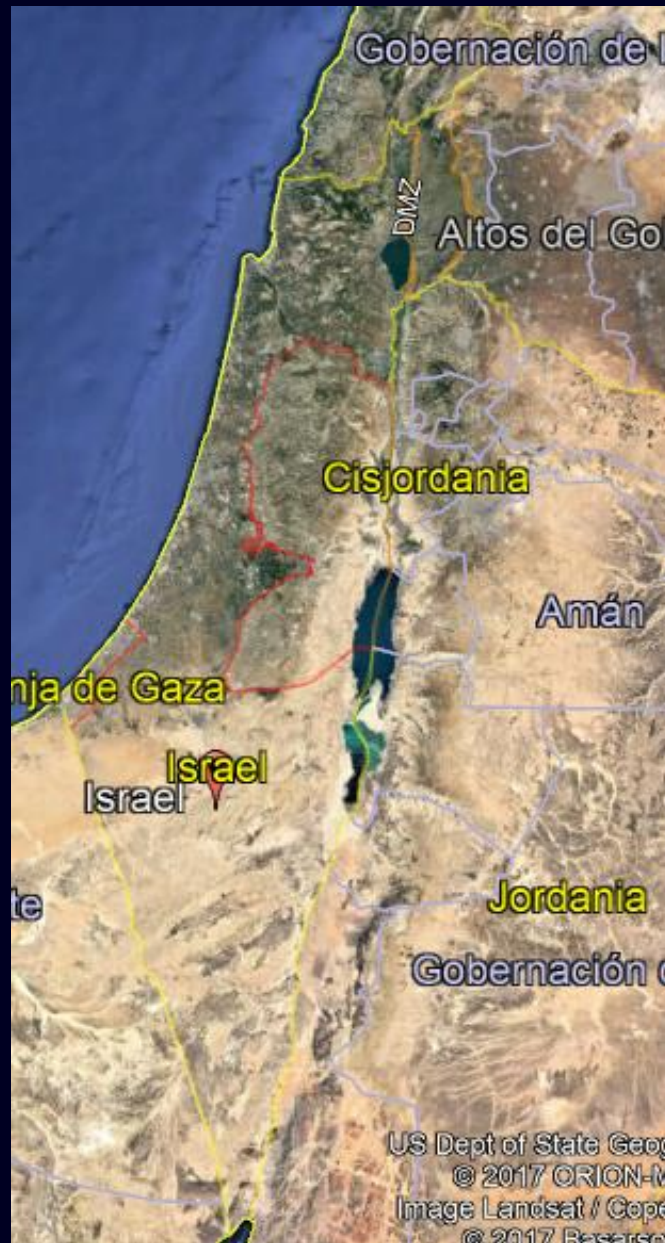 Gobernación de
DMZ
Altos del Go
Cisjordania
Amán
nja de Gaza
Israel
Israel
te
Jordania
Gobernación
US Dept of State Geog
© 2017 ORION-M
Image Landsat / Cope
© 2017 Basarso